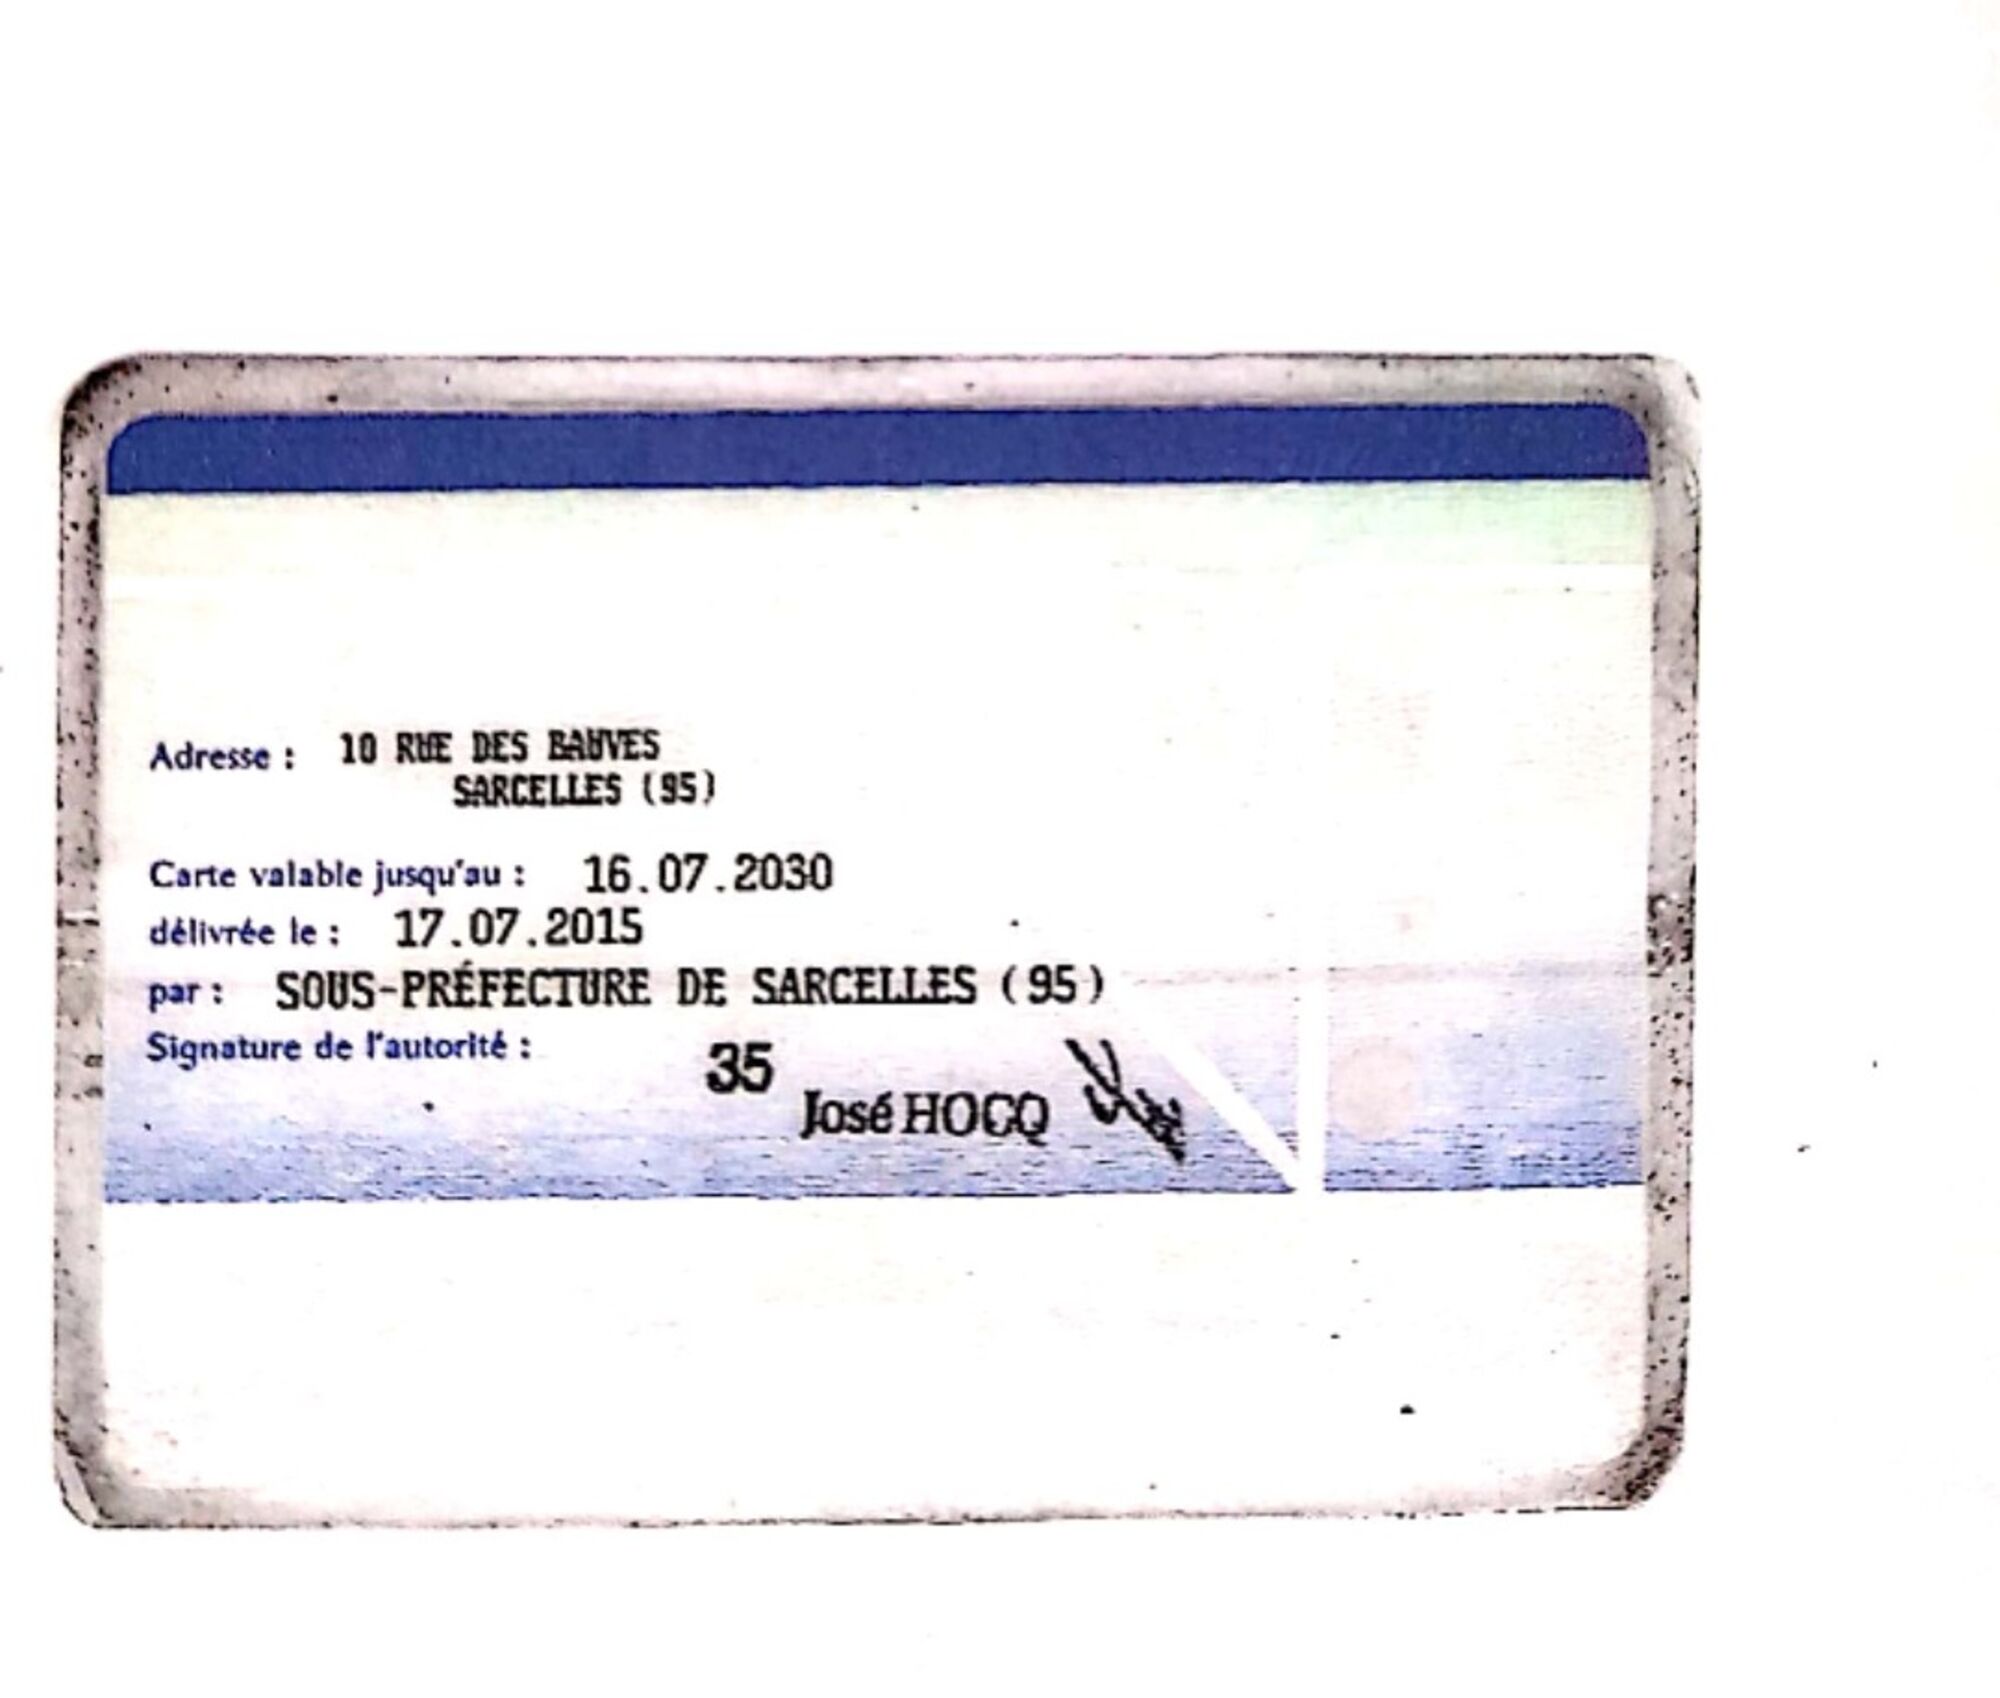 Adresse : 10 RUE DES BAUVES
SARCELLES (95)
Carte valable jusqu'au : 16.07.2030
délivrée le : 17.07.2015
par : SOUS-PRÉFECTURE DE SARCELLES (95)
Signature de l'autorité :
35
José HOCQ